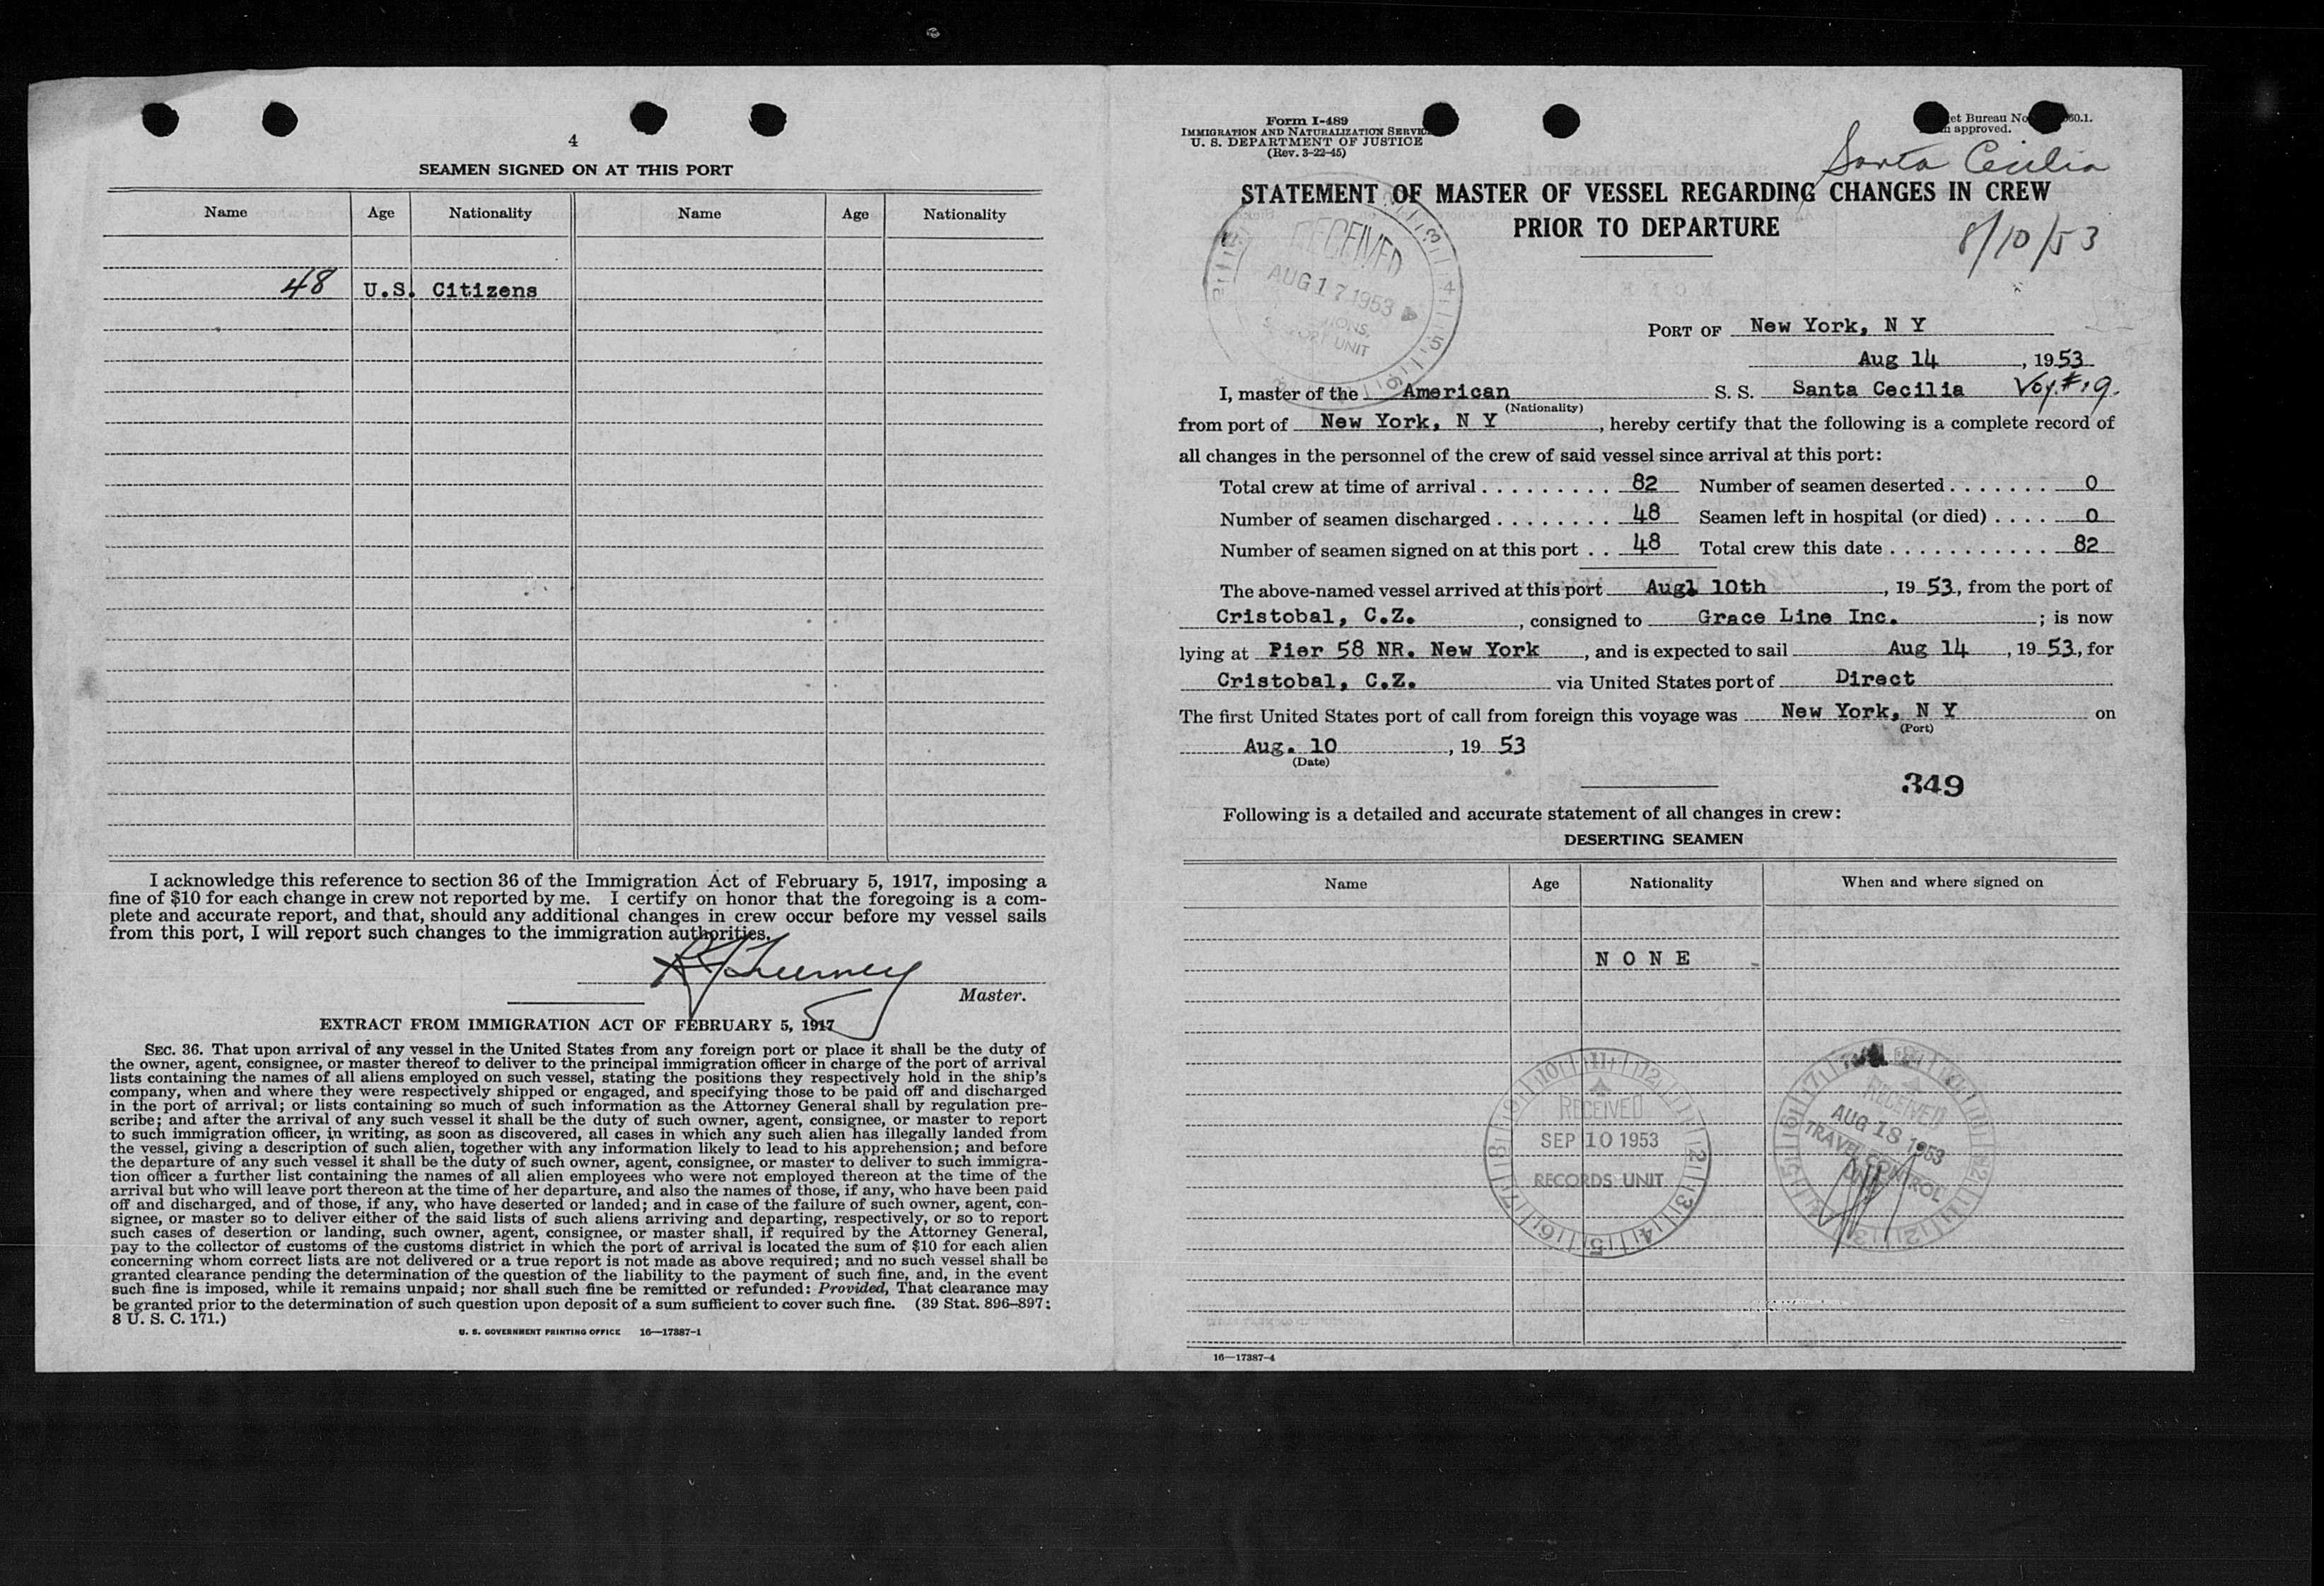 4
SEAMEN SIGNED ON AT THIS PORT
Name Age Nationality Name Age Nationality
48 U.S. Citizens
I acknowledge this reference to section 36 of the Immigration Act of February 5, 1917, imposing a
fine of $10 for each change in crew not reported by me. I certify on honor that the foregoing is a com-
plete and accurate report, and that, should any additional changes in crew occur before my vessel sails
from this port, I will report such changes to the immigration authorities.
Master.
EXTRACT FROM IMMIGRATION ACT OF FEBRUARY 5, 1917
SEC. 36. That upon arrival of any vessel in the United States from any foreign port or place it shall be the duty of
the owner, agent, consignee, or master thereof to deliver to the principal immigration officer in charge of the port of arrival
lists containing the names of all aliens employed on such vessel, stating the positions they respectively hold in the ship's
company, when and where they were respectively shipped or engaged, and specifying those to be paid off and discharged
in the port of arrival; or lists containing so much of such information as the Attorney General shall by regulation pre-
scribe; and after the arrival of any such vessel it shall be the duty of such owner, agent, consignee, or master to report
to such immigration officer, in writing, as soon as discovered, all cases in which any such alien has illegally landed from
the vessel, giving a description of such alien, together with any information likely to lead to his apprehension; and before
the departure of any such vessel it shall be the duty of such owner, agent, consignee, or master to deliver to such immigra-
tion officer a further list containing the names of all alien employees who were not employed thereon at the time of the
arrival but who will leave port thereon at the time of her departure, and also the names of those, if any, who have been paid
off and discharged, and of those, if any, who have deserted or landed; and in case of the failure of such owner, agent, con-
signee, or master so to deliver either of the said lists of such aliens arriving and departing, respectively, or so to report
such cases of desertion or landing, such owner, agent, consignee, or master shall, if required by the Attorney General,
pay to the collector of customs of the customs district in which the port of arrival is located the sum of $10 for each alien
concerning whom correct lists are not delivered or a true report is not made as above required; and no such vessel shall be
granted clearance pending the determination of the question of the liability to the payment of such fine, and, in the event
such fine is imposed, while it remains unpaid; nor shall such fine be remitted or refunded: Provided, That clearance may
be granted prior to the determination of such question upon deposit of a sum sufficient to cover such fine. (39 Stat. 896–897;
8 U. S. C. 171.)
U. S. GOVERNMENT PRINTING OFFICE 16—17387-1
Form I-489
IMMIGRATION AND NATURALIZATION SERVICE
U. S. DEPARTMENT OF JUSTICE
(Rev. 3-22-45)
Bureau No. 60.1.
approved.
Santa Cecilia
STATEMENT OF MASTER OF VESSEL REGARDING CHANGES IN CREW
PRIOR TO DEPARTURE
8/10/53
RECEIVED
AUG 17 1953
UNIT
PORT OF New York, N Y
Aug 14, 1953
I, master of the American S. S. Santa Cecilia Voy.#19.
(Nationality)
from port of New York, N Y, hereby certify that the following is a complete record of
all changes in the personnel of the crew of said vessel since arrival at this port:
Total crew at time of arrival . . . . . . . . . 82 Number of seamen deserted . . . . . . . 0
Number of seamen discharged . . . . . . . . 48 Seamen left in hospital (or died) . . . . 0
Number of seamen signed on at this port . . 48 Total crew this date . . . . . . . . . . . 82
The above-named vessel arrived at this port Augl 10th, 1953, from the port of
Cristobal, C.Z., consigned to Grace Line Inc.; is now
lying at Pier 58 NR. New York, and is expected to sail Aug 14, 1953, for
Cristobal, C.Z. via United States port of Direct
The first United States port of call from foreign this voyage was New York, N Y on
(Port)
Aug. 10, 1953
(Date)
349
Following is a detailed and accurate statement of all changes in crew:
DESERTING SEAMEN
Name Age Nationality When and where signed on
NONE
RECEIVED
SEP 10 1953
RECORDS UNIT
RECEIVED
AUG 18 1953
TRAVEL CONTROL
UNIT
16—17387-4